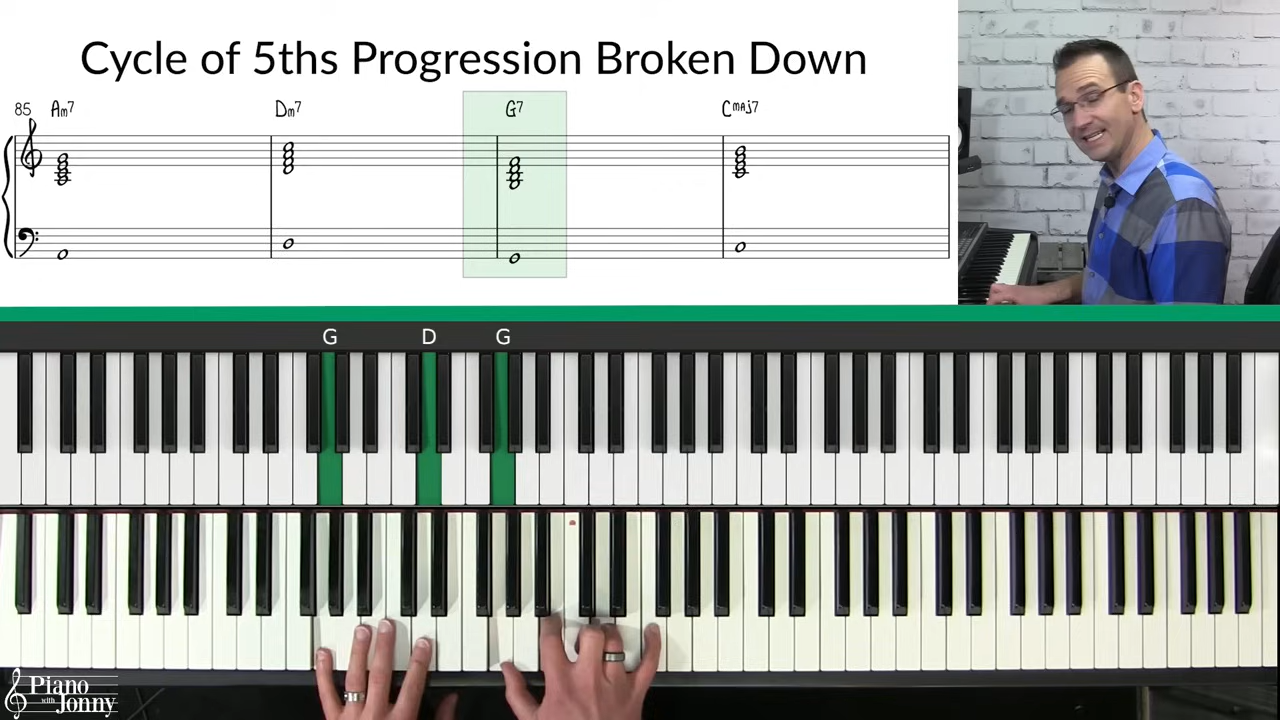 Cycle of 5ths Progression Broken Down
85 Am7 Dm7 G7 Cmaj7
G D G
Piano
with
Jonny